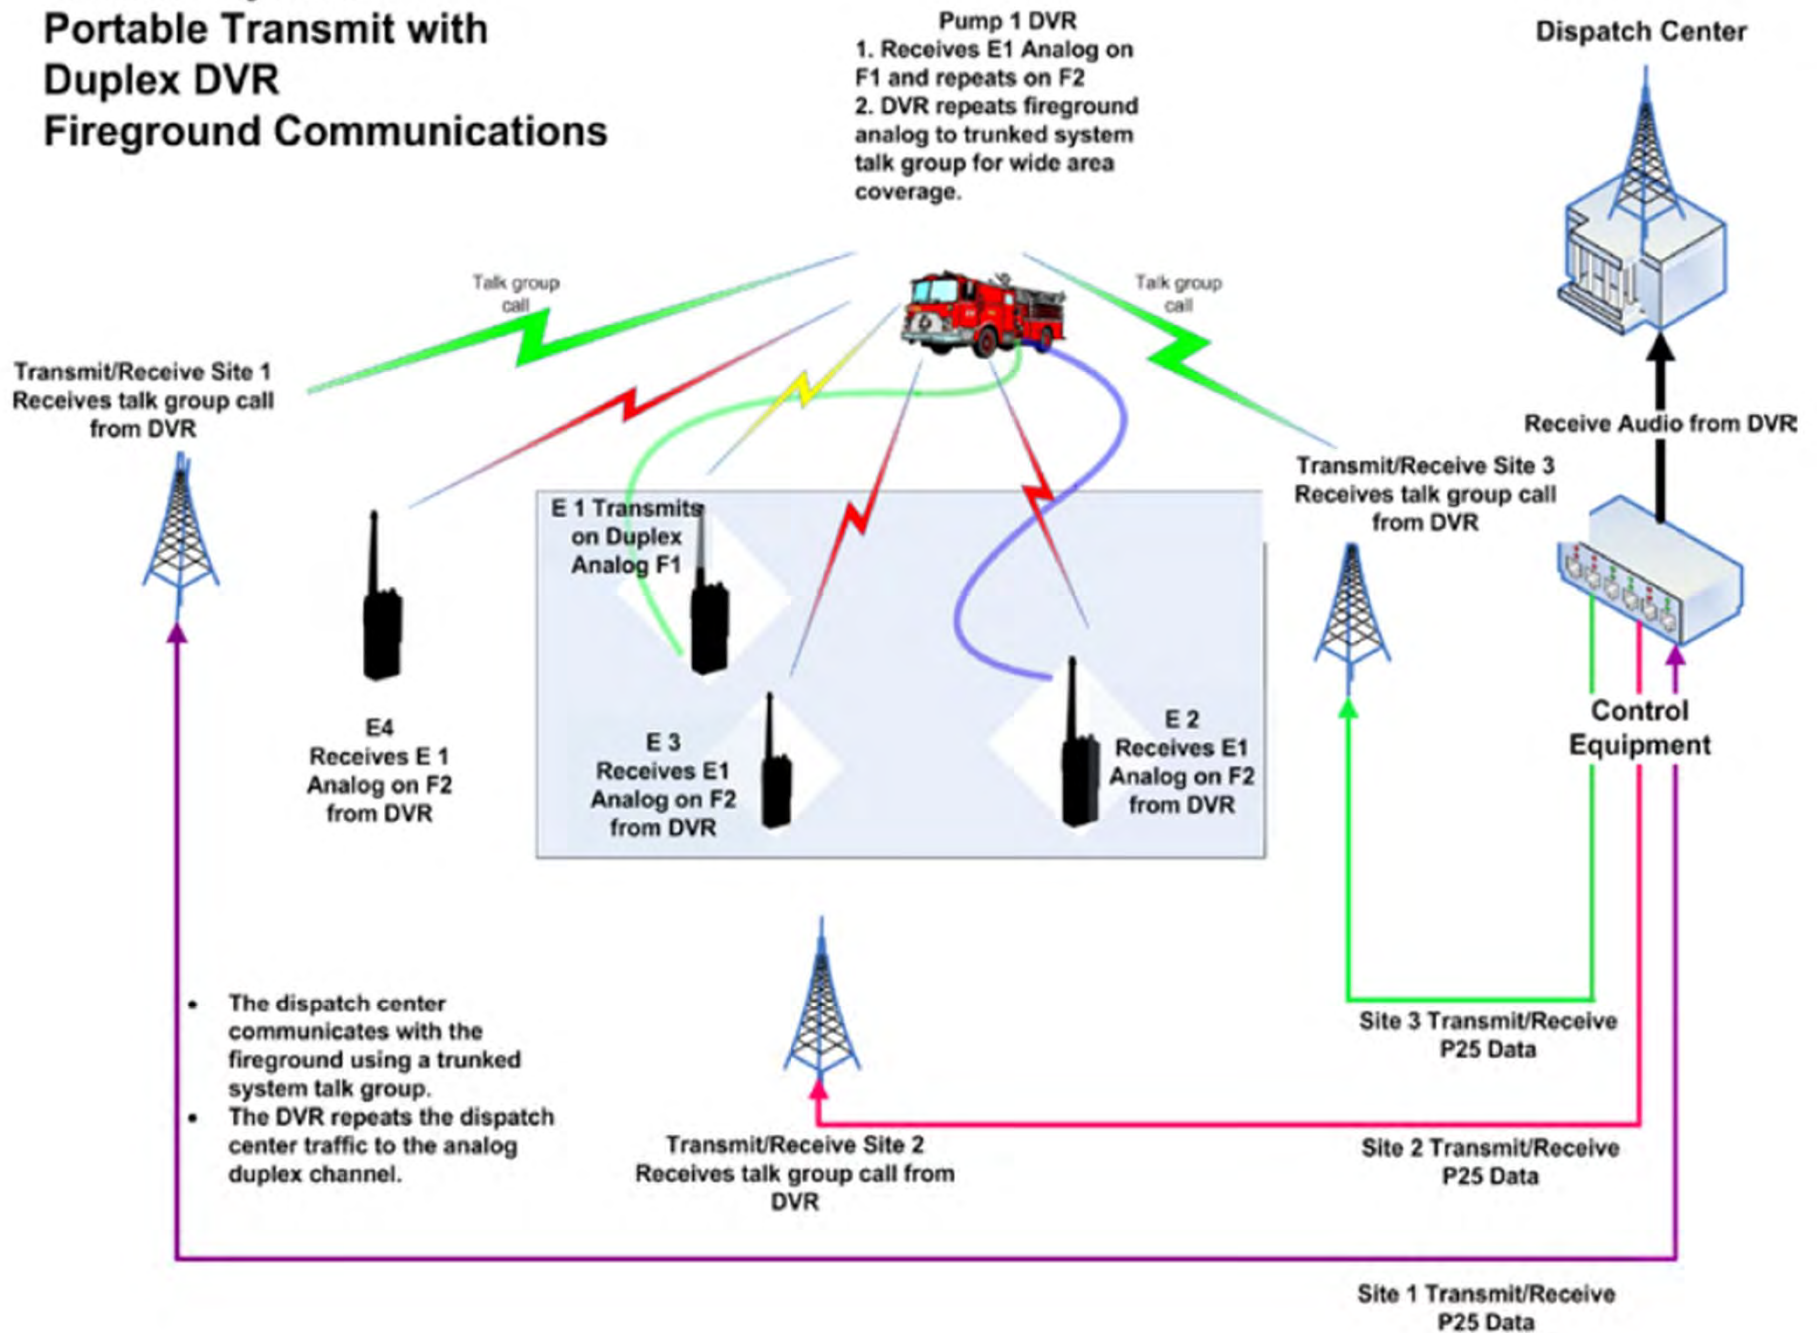 Portable Transmit with
Duplex DVR
Fireground Communications
Pump 1 DVR
1. Receives E1 Analog on
F1 and repeats on F2
2. DVR repeats fireground
analog to trunked system
talk group for wide area
coverage.
Dispatch Center
Talk group
call
Talk group
call
Transmit/Receive Site 1
Receives talk group call
from DVR
Receive Audio from DVR
Transmit/Receive Site 3
Receives talk group call
from DVR
E 1 Transmits
on Duplex
Analog F1
E4
Receives E 1
Analog on F2
from DVR
E 3
Receives E1
Analog on F2
from DVR
E 2
Receives E1
Analog on F2
from DVR
Control
Equipment
• The dispatch center
communicates with the
fireground using a trunked
system talk group.
• The DVR repeats the dispatch
center traffic to the analog
duplex channel.
Site 3 Transmit/Receive
P25 Data
Transmit/Receive Site 2
Receives talk group call from
DVR
Site 2 Transmit/Receive
P25 Data
Site 1 Transmit/Receive
P25 Data